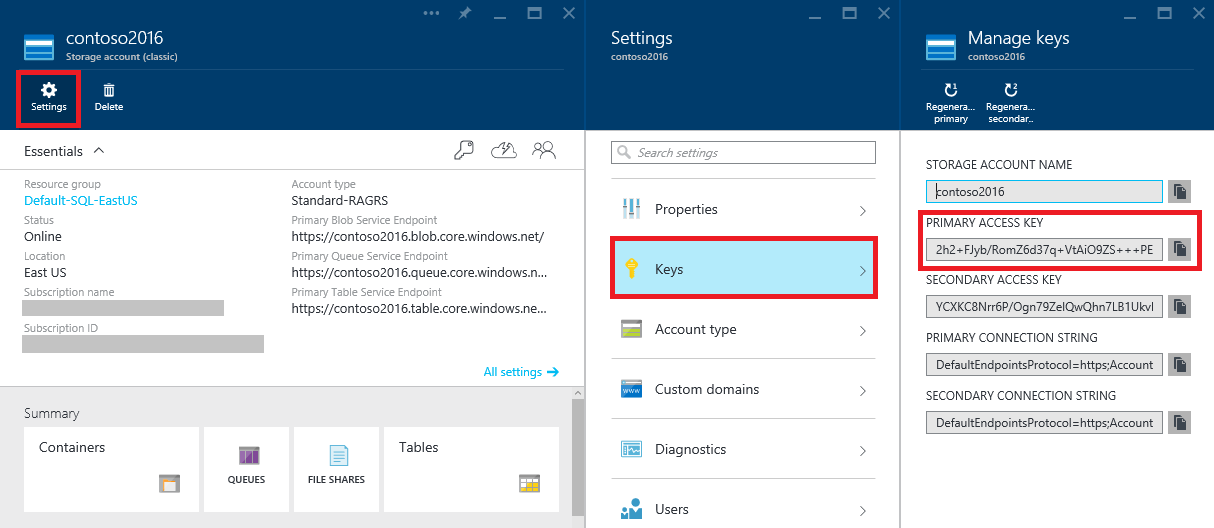 contoso2016
Storage account (classic)
Settings
Delete
Essentials
Resource group
Default-SQL-EastUS
Status
Online
Location
East US
Subscription name
Subscription ID
Account type
Standard-RAGRS
Primary Blob Service Endpoint
https://contoso2016.blob.core.windows.net/
Primary Queue Service Endpoint
https://contoso2016.queue.core.windows.n...
Primary Table Service Endpoint
https://contoso2016.table.core.windows.ne...
All settings
Summary
Containers
QUEUES
FILE SHARES
Tables
Settings
contoso2016
Search settings
Properties
Keys
Account type
www
Custom domains
Diagnostics
Users
Manage keys
contoso2016
1
Regenera...
primary
2
Regenera...
secondar..
STORAGE ACCOUNT NAME
contoso2016
PRIMARY ACCESS KEY
2h2+FJyb/RomZ6d37q+VtAiO9ZS+++PE
SECONDARY ACCESS KEY
YCXKC8Nrr6P/Ogn79ZelQwQhn7LB1UkvI
PRIMARY CONNECTION STRING
DefaultEndpointsProtocol=https;Account
SECONDARY CONNECTION STRING
DefaultEndpointsProtocol=https;Account